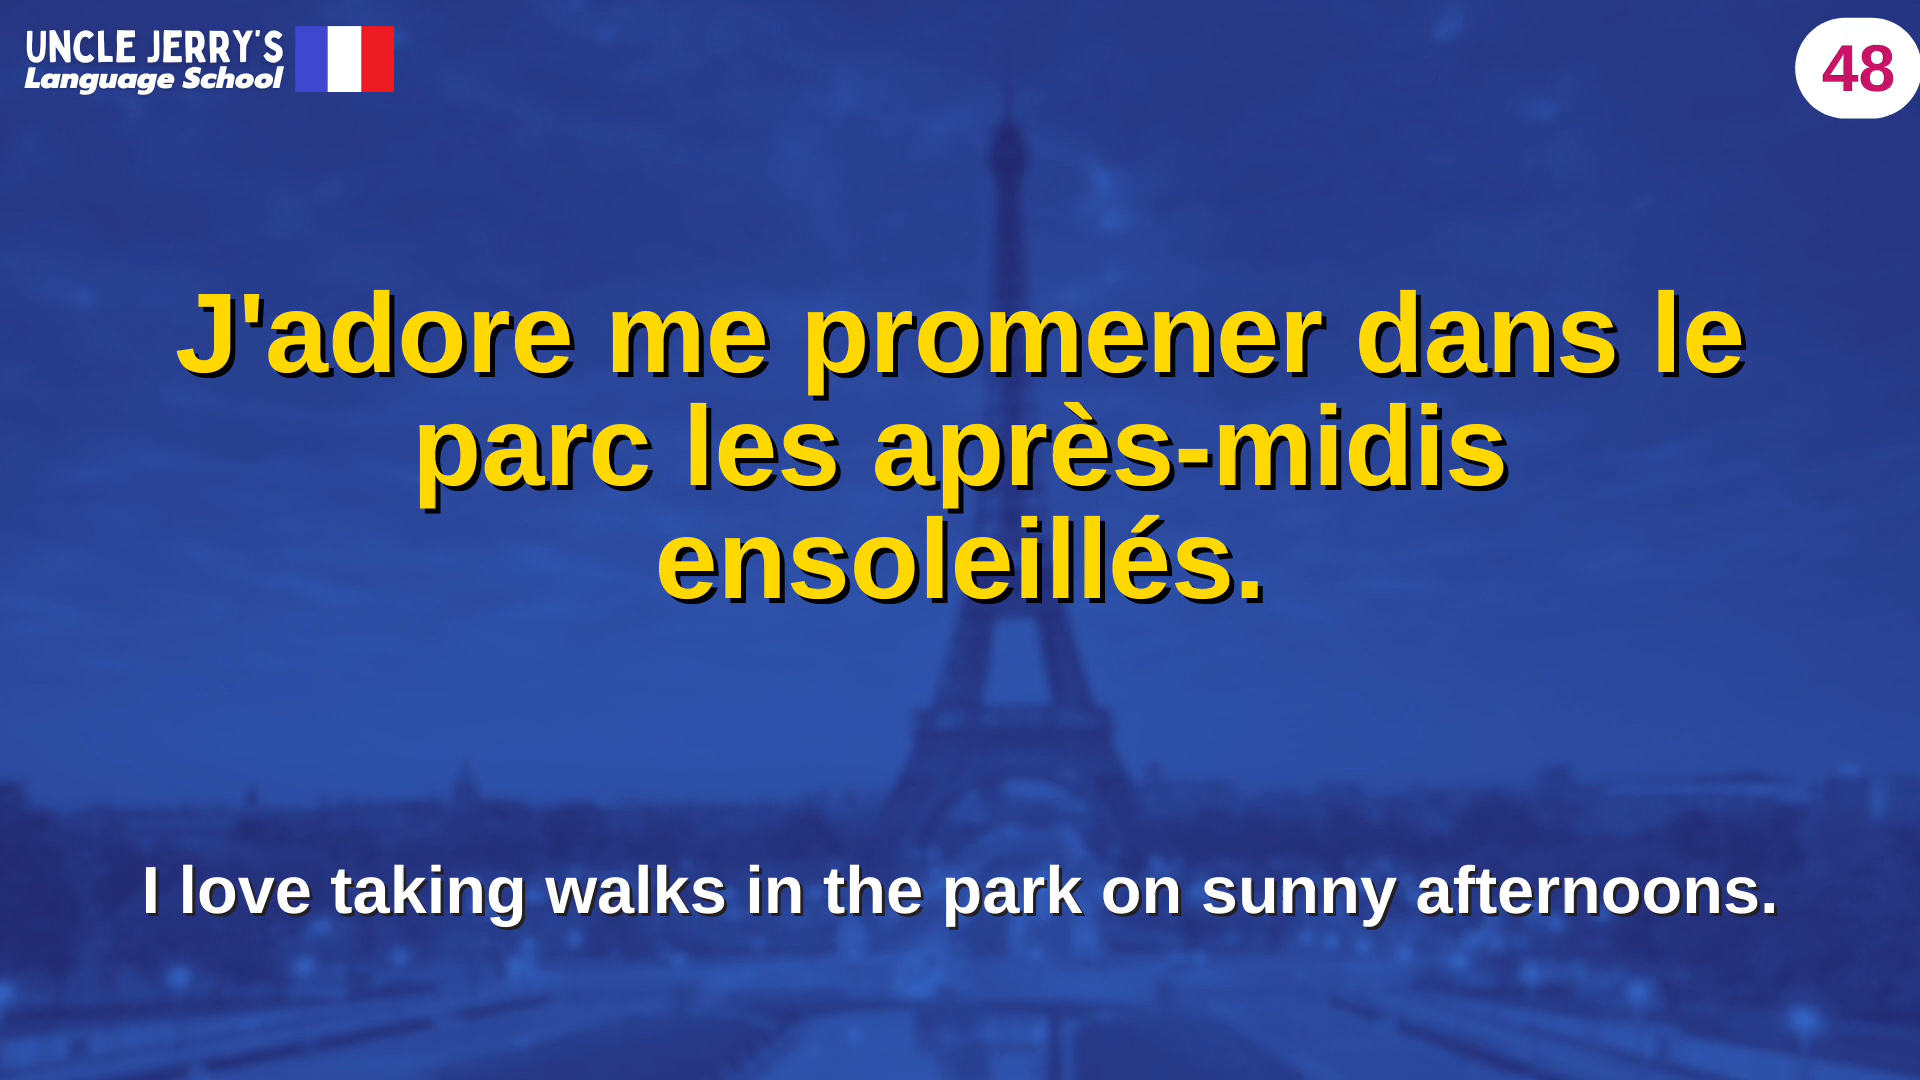 UNCLE JERRY'S
Language School
48
J'adore me promener dans le
parc les après-midis
ensoleillés.
I love taking walks in the park on sunny afternoons.